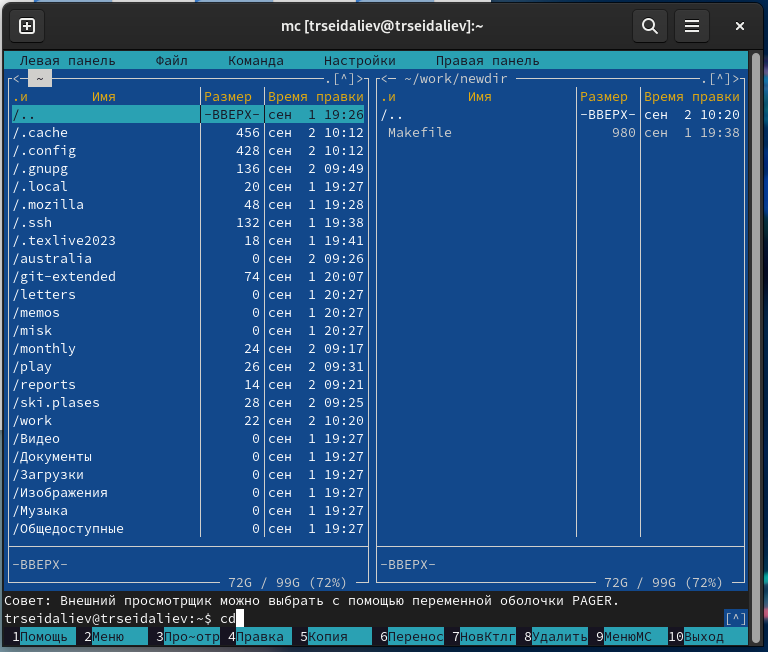 mc [trseidaliev@trseidaliev]:~
Левая панель Файл Команда Настройки Правая панель
<— ~ .[^]> <— ~/work/newdir .[^]>
.и Имя Размер Время правки .и Имя Размер Время правки
/.. -ВВЕРХ- сен 1 19:26 /.. -ВВЕРХ- сен 2 10:20
/.cache 456 сен 2 10:12 Makefile 980 сен 1 19:38
/.config 428 сен 2 10:12
/.gnupg 136 сен 2 09:49
/.local 20 сен 1 19:27
/.mozilla 48 сен 1 19:28
/.ssh 132 сен 1 19:38
/.texlive2023 18 сен 1 19:41
/australia 0 сен 2 09:26
/git-extended 74 сен 1 20:07
/letters 0 сен 1 20:27
/memos 0 сен 1 20:27
/misk 0 сен 1 20:27
/monthly 24 сен 2 09:17
/play 26 сен 2 09:31
/reports 14 сен 2 09:21
/ski.plases 28 сен 2 09:25
/work 22 сен 2 10:20
/Видео 0 сен 1 19:27
/Документы 0 сен 1 19:27
/Загрузки 0 сен 1 19:27
/Изображения 0 сен 1 19:27
/Музыка 0 сен 1 19:27
/Общедоступные 0 сен 1 19:27
-ВВЕРХ- -ВВЕРХ-
72G / 99G (72%) 72G / 99G (72%)
Совет: Внешний просмотрщик можно выбрать с помощью переменной оболочки PAGER.
trseidaliev@trseidaliev:~$ cd [^]
1Помощь 2Меню 3Про~отр 4Правка 5Копия 6Перенос 7НовКтлг 8Удалить 9МенюМС 10Выход